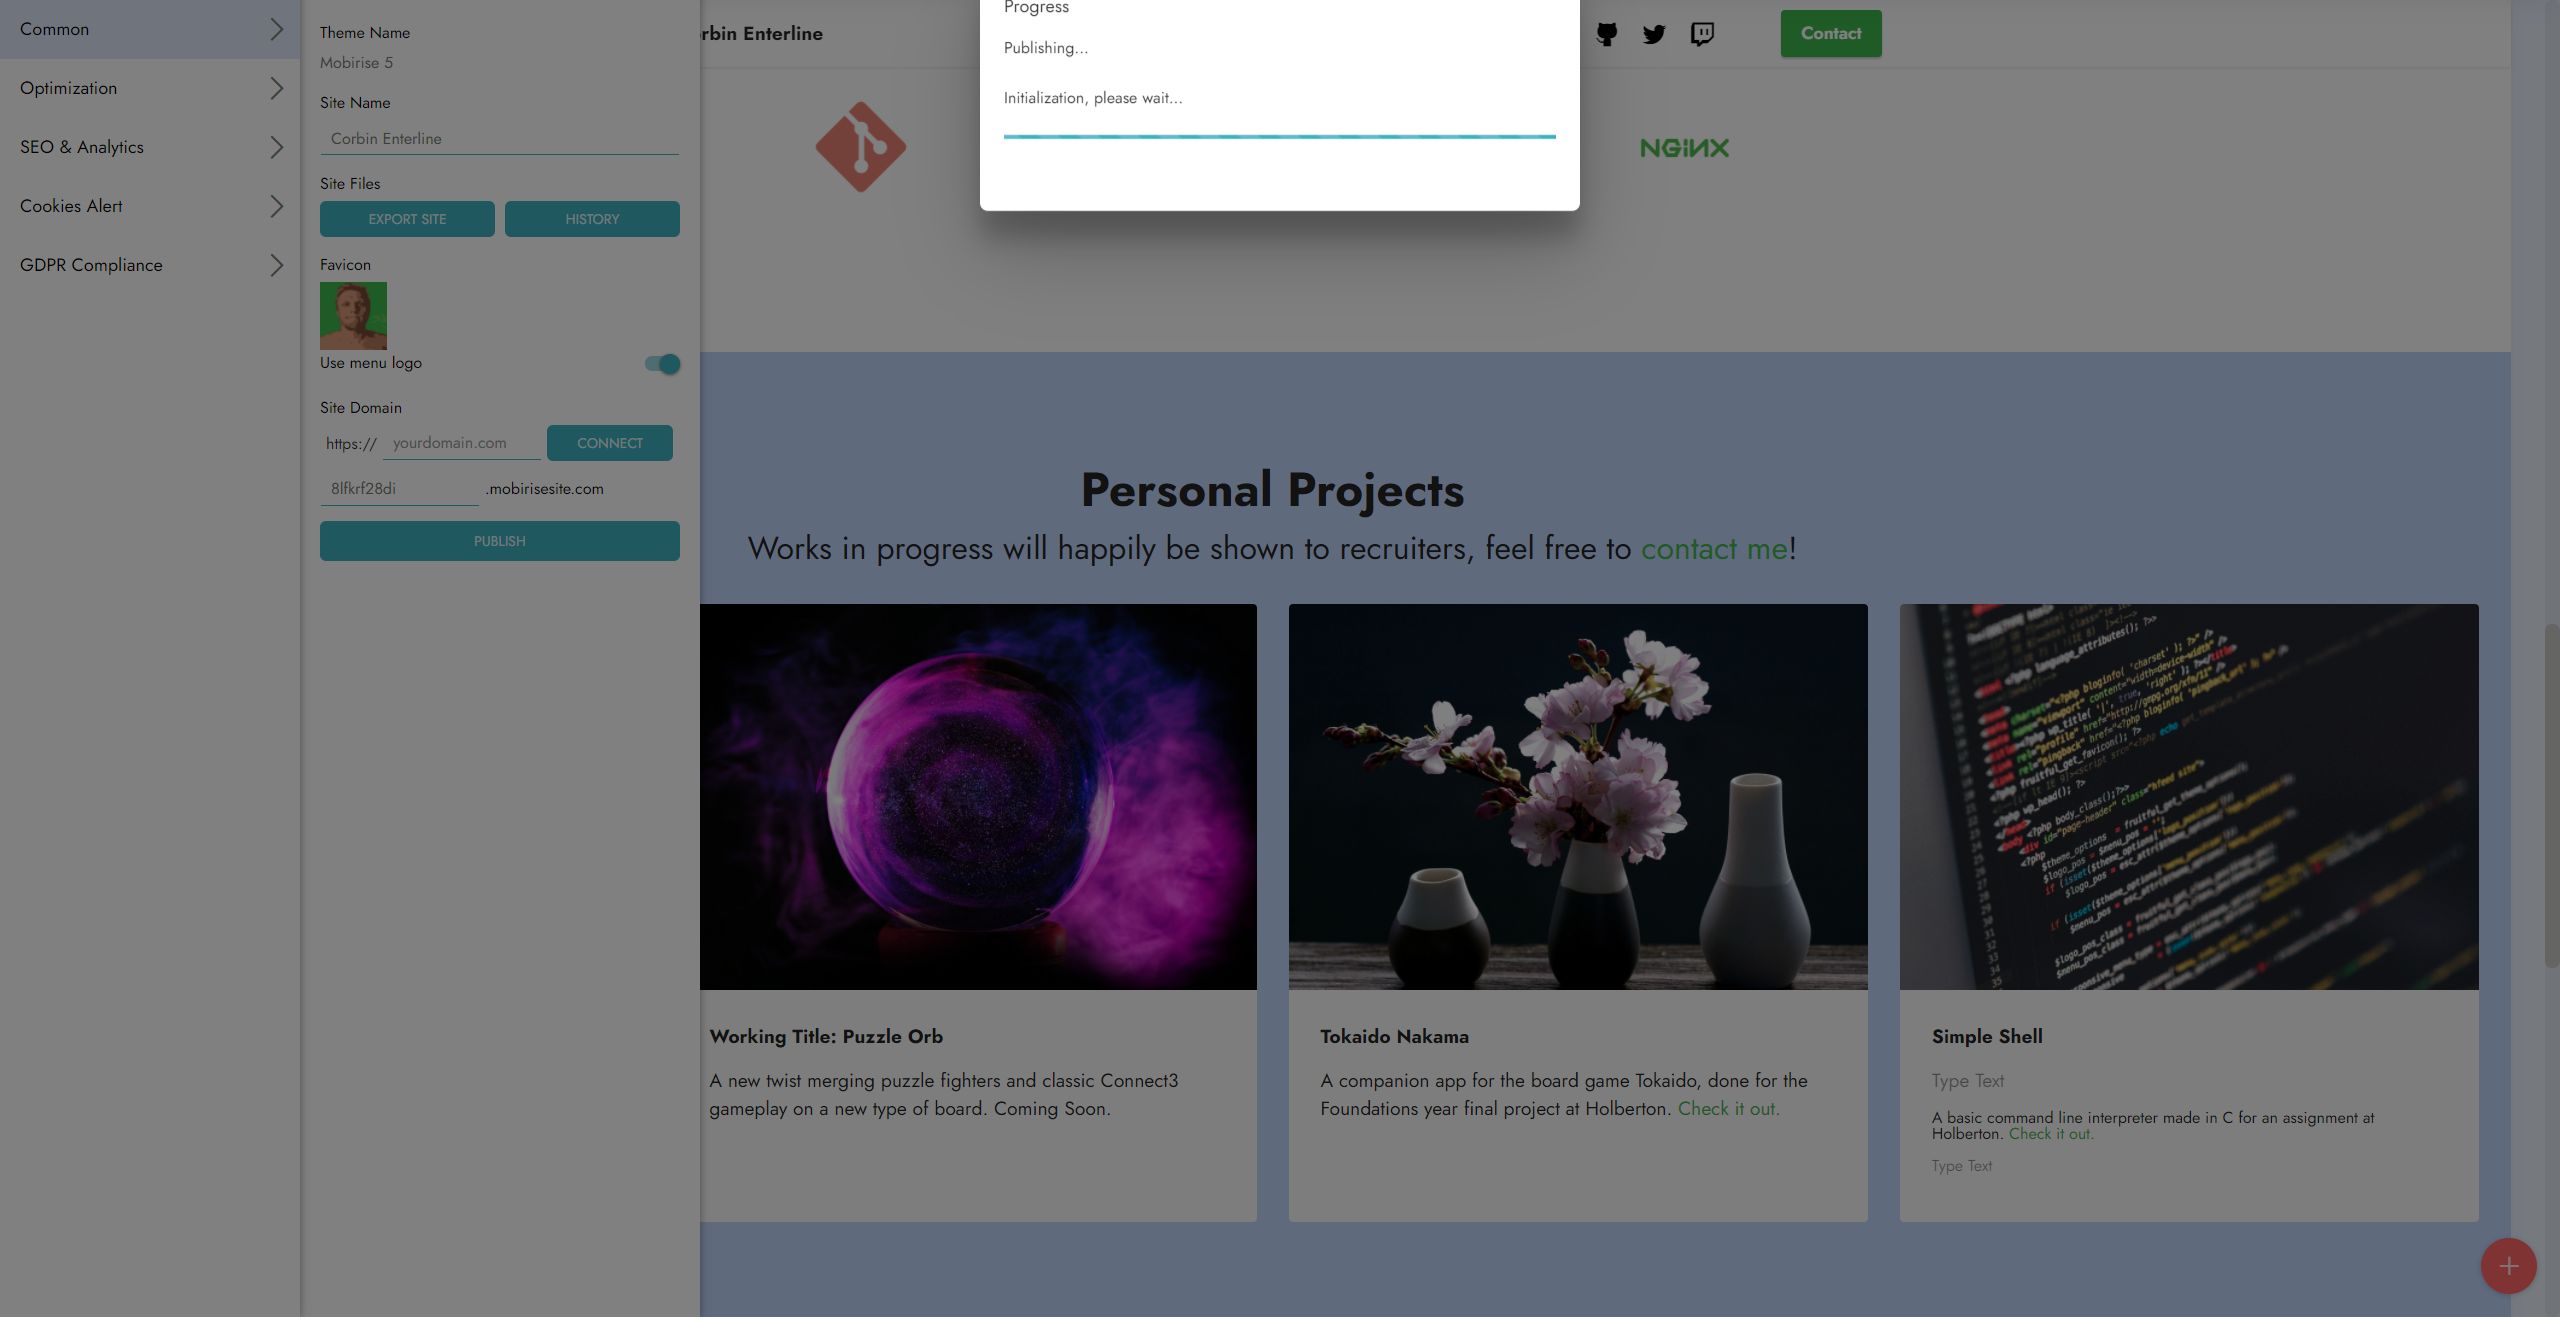 Common
Optimization
SEO & Analytics
Cookies Alert
GDPR Compliance
Theme Name
Mobirise 5
Site Name
Corbin Enterline
Site Files
EXPORT SITE
HISTORY
Favicon
Use menu logo
Site Domain
https://
yourdomain.com
CONNECT
8lfkrf28di
.mobirisesite.com
PUBLISH
rbin Enterline
Contact
Progress
Publishing...
Initialization, please wait...
NGINX
Personal Projects
Works in progress will happily be shown to recruiters, feel free to contact me!
Working Title: Puzzle Orb
A new twist merging puzzle fighters and classic Connect3
gameplay on a new type of board. Coming Soon.
Tokaido Nakama
A companion app for the board game Tokaido, done for the
Foundations year final project at Holberton. Check it out.
Simple Shell
Type Text
A basic command line interpreter made in C for an assignment at
Holberton. Check it out.
Type Text